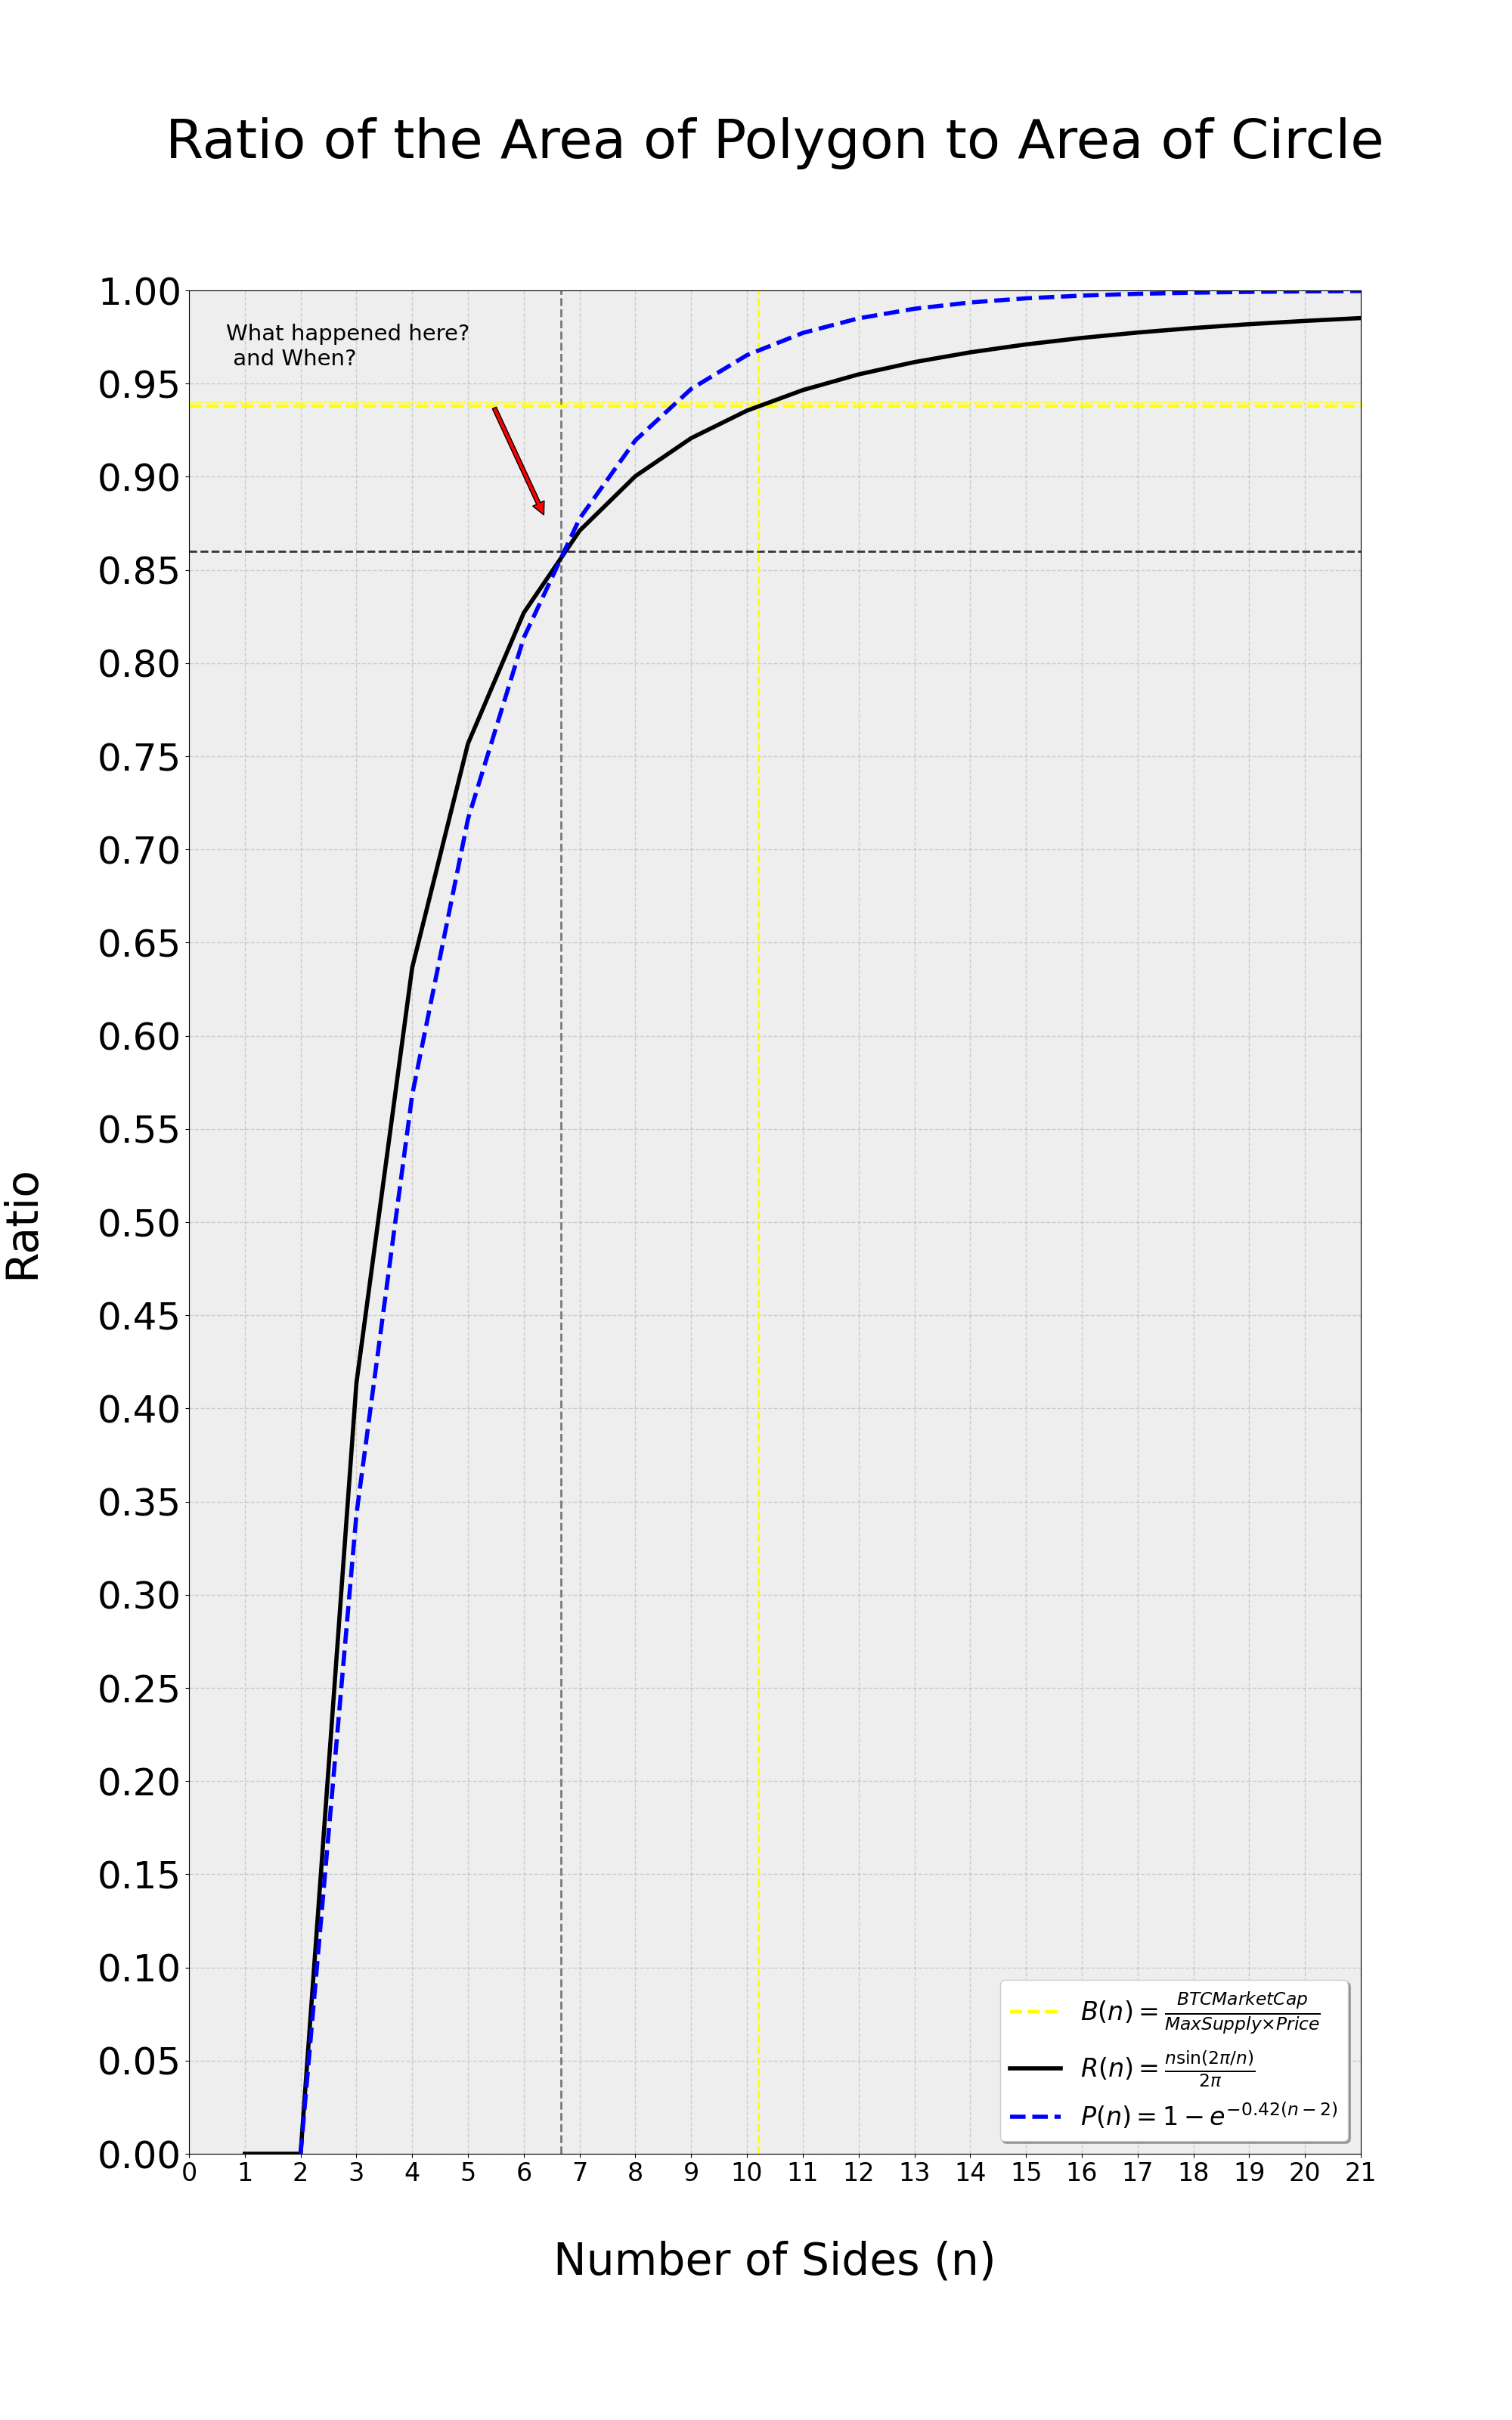 Ratio of the Area of Polygon to Area of Circle
What happened here?
and When?
Ratio
1.00
0.95
0.90
0.85
0.80
0.75
0.70
0.65
0.60
0.55
0.50
0.45
0.40
0.35
0.30
0.25
0.20
0.15
0.10
0.05
0.00
B(n) = BTCMarketCap / MaxSupply×Price
R(n) = n sin(2π/n) / 2π
P(n) = 1 − e^{−0.42(n−2)}
0 1 2 3 4 5 6 7 8 9 10 11 12 13 14 15 16 17 18 19 20 21
Number of Sides (n)